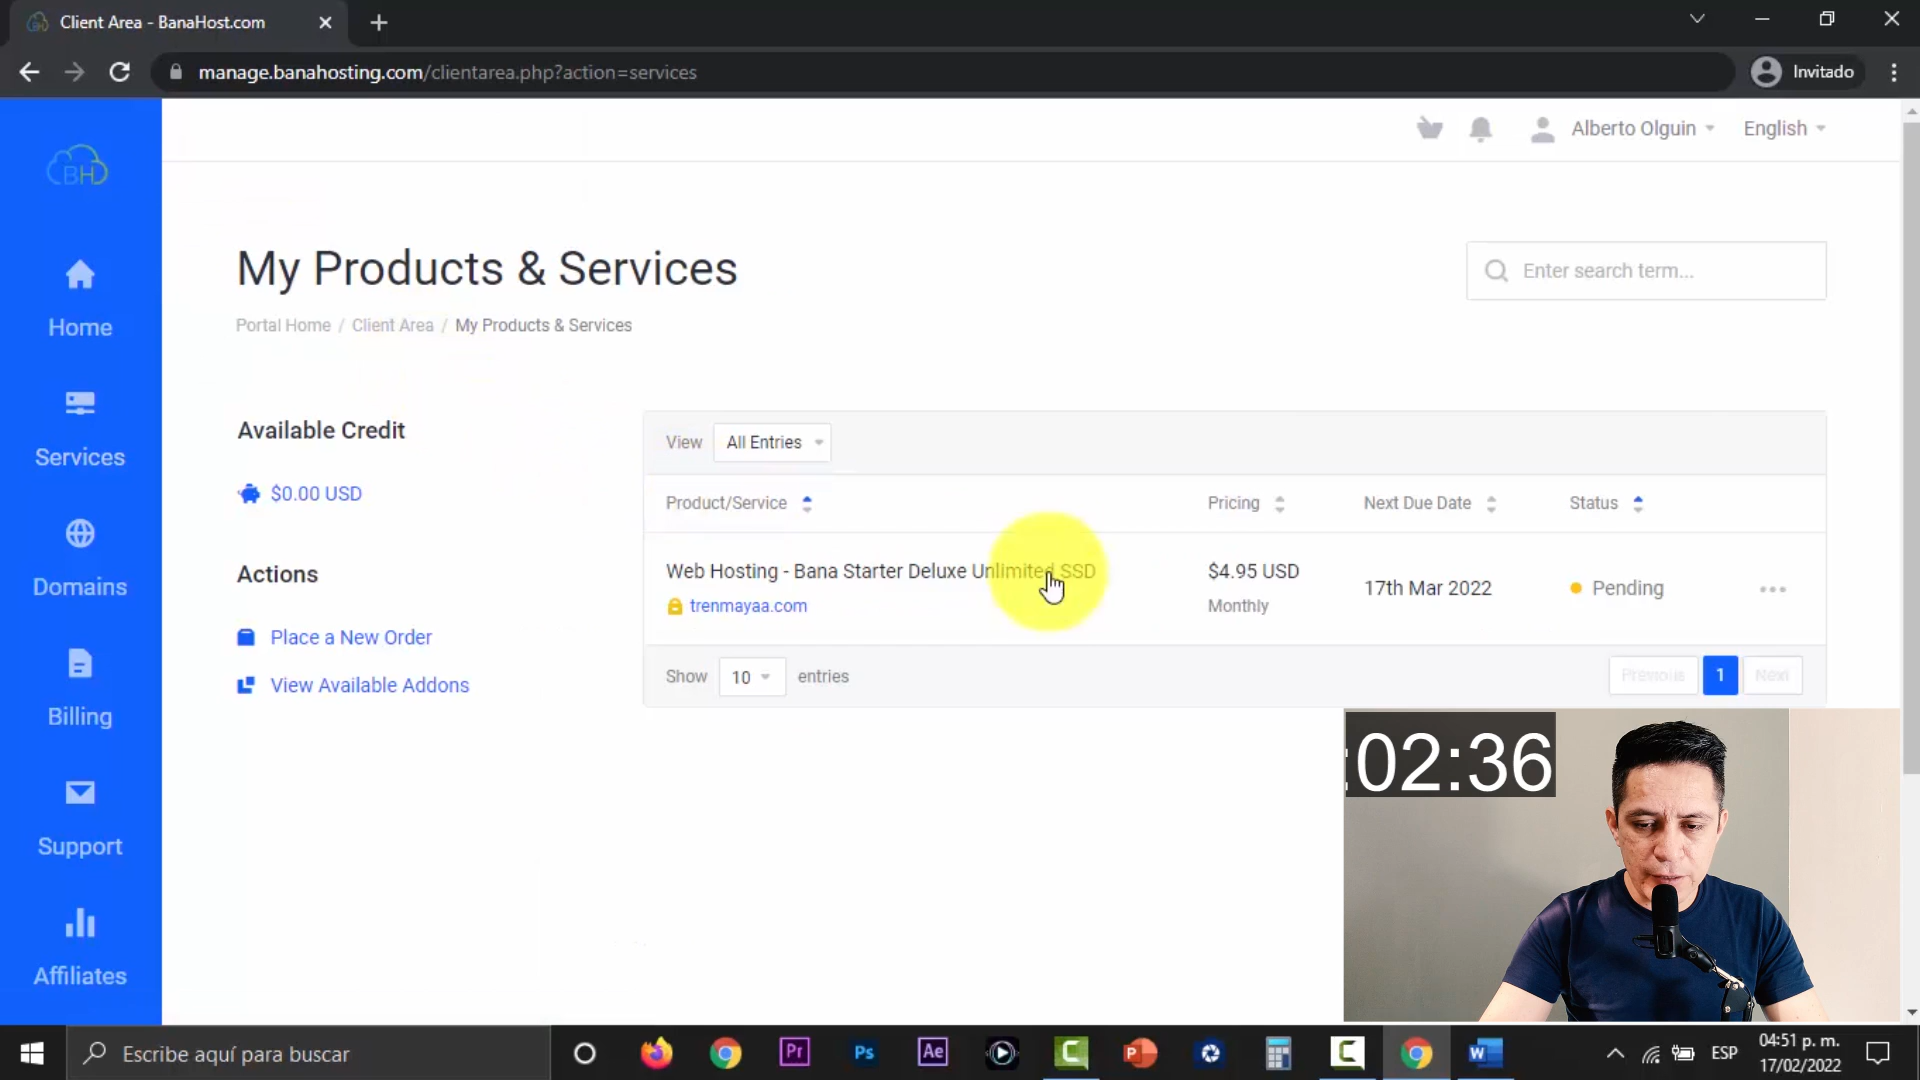 Client Area - BanaHost.com
manage.banahosting.com/clientarea.php?action=services
Invitado
BH
Alberto Olguin
English
Home
Services
Domains
Billing
Support
Affiliates
My Products & Services
Enter search term...
Portal Home / Client Area / My Products & Services
Available Credit
$0.00 USD
Actions
Place a New Order
View Available Addons
View All Entries
Product/Service Pricing Next Due Date Status
Web Hosting - Bana Starter Deluxe Unlimited SSD
trenmayaa.com
$4.95 USD
Monthly
17th Mar 2022
Pending
Show 10 entries
Previous 1 Next
:02:36
Escribe aquí para buscar
Pr
Ps
Ae
C
P
C
W
ESP
04:51 p. m.
17/02/2022